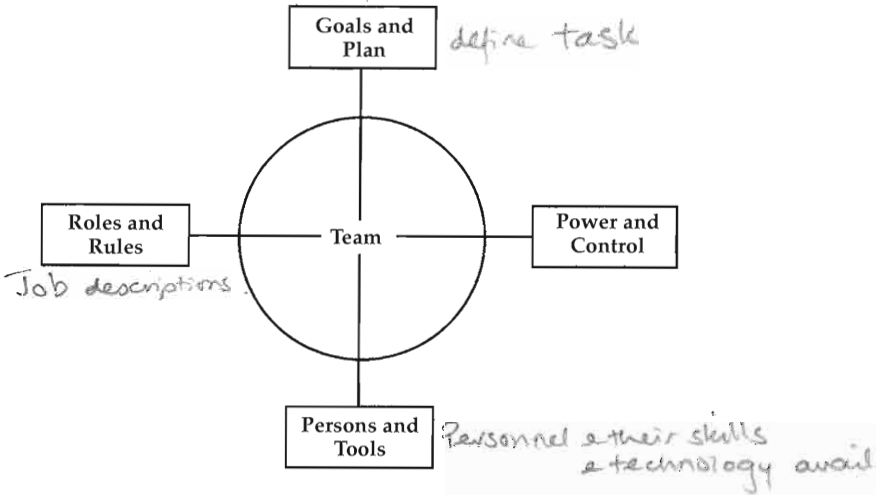 Goals and
Plan
define task
Roles and
Rules
Team
Power and
Control
Job descriptions.
Persons and
Tools
Personnel & their skills
& technology avail